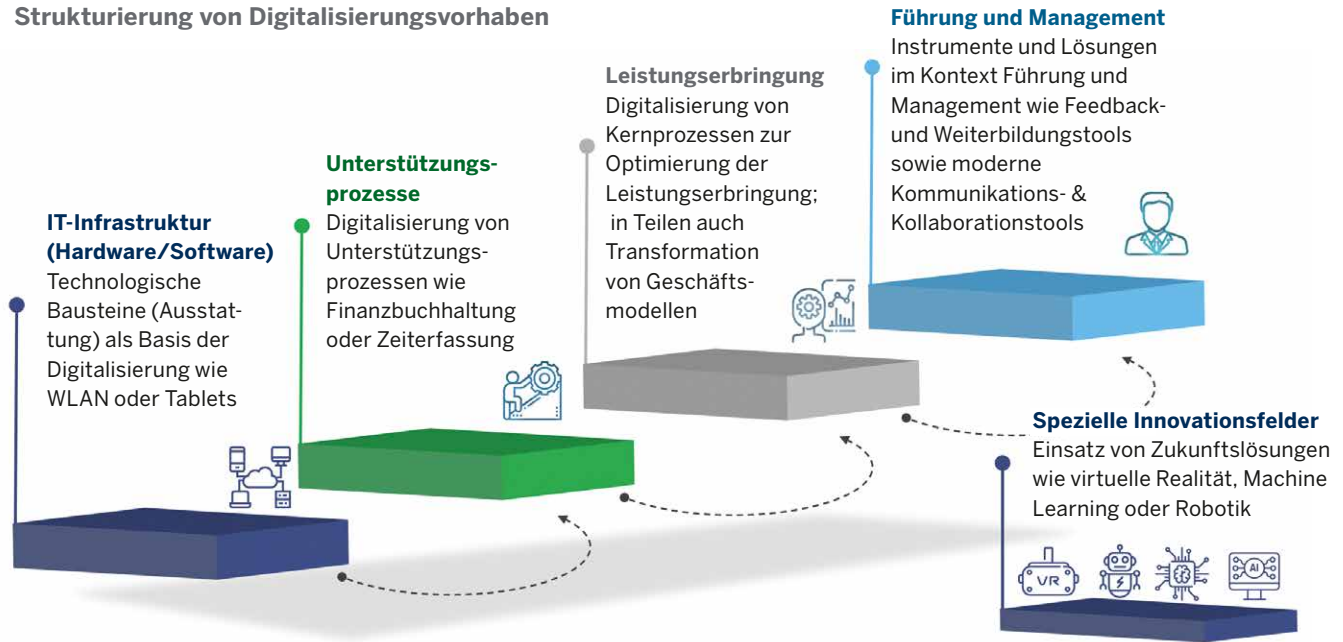 Strukturierung von Digitalisierungsvorhaben
IT-Infrastruktur
(Hardware/Software)
Technologische
Bausteine (Ausstat-
tung) als Basis der
Digitalisierung wie
WLAN oder Tablets
Unterstützungs-
prozesse
Digitalisierung von
Unterstützungs-
prozessen wie
Finanzbuchhaltung
oder Zeiterfassung
Leistungserbringung
Digitalisierung von
Kernprozessen zur
Optimierung der
Leistungserbringung;
in Teilen auch
Transformation
von Geschäfts-
modellen
Führung und Management
Instrumente und Lösungen
im Kontext Führung und
Management wie Feedback-
und Weiterbildungstools
sowie moderne
Kommunikations- &
Kollaborationstools
Spezielle Innovationsfelder
Einsatz von Zukunftslösungen
wie virtuelle Realität, Machine
Learning oder Robotik
VR
AI